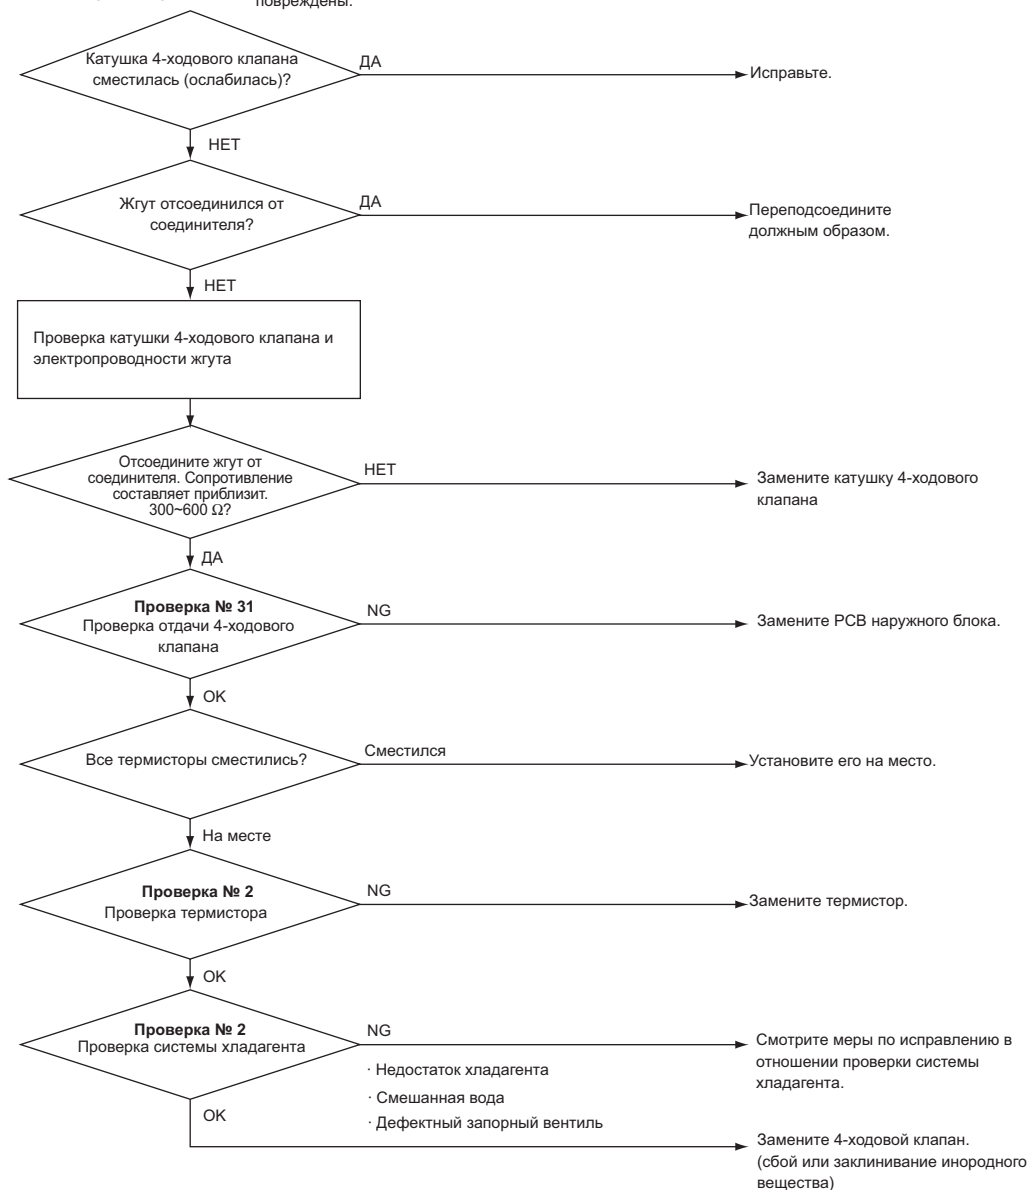 повреждены.
Катушка 4-ходового клапана
сместилась (ослабилась)?
ДА
Исправьте.
НЕТ
Жгут отсоединился от
соединителя?
ДА
Переподсоедините
должным образом.
НЕТ
Проверка катушки 4-ходового клапана и
электропроводности жгута
Отсоедините жгут от
соединителя. Сопротивление
составляет приблизит.
300~600 Ω?
НЕТ
Замените катушку 4-ходового
клапана
ДА
Проверка № 31
Проверка отдачи 4-ходового
клапана
NG
Замените PCB наружного блока.
OK
Все термисторы сместились?
Сместился
Установите его на место.
На месте
Проверка № 2
Проверка термистора
NG
Замените термистор.
OK
Проверка № 2
Проверка системы хладагента
NG
· Недостаток хладагента
· Смешанная вода
· Дефектный запорный вентиль
Смотрите меры по исправлению в
отношении проверки системы
хладагента.
OK
Замените 4-ходовой клапан.
(сбой или заклинивание инородного
вещества)